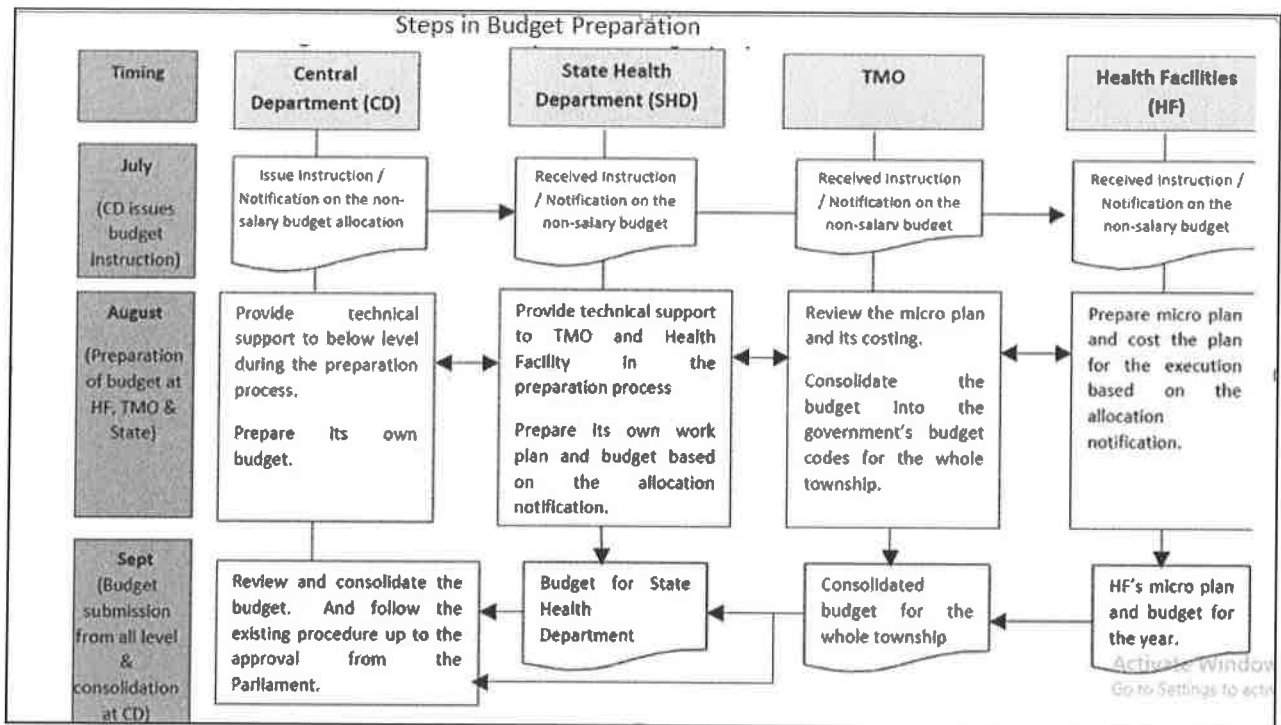 Steps in Budget Preparation
Timing
Central
Department (CD)
State Health
Department (SHD)
TMO
Health Facilities
(HF)
July
(CD issues
budget
instruction)
Issue Instruction /
Notification on the non-
salary budget allocation
Received Instruction
/ Notification on the
non-salary budget
Received Instruction
/ Notification on the
non-salary budget
Received Instruction /
Notification on the
non-salary budget
August
(Preparation
of budget at
HF, TMO &
State)
Provide technical
support to below level
during the preparation
process.
Prepare its own
budget.
Provide technical support
to TMO and Health
Facility in the
preparation process
Prepare its own work
plan and budget based
on the allocation
notification.
Review the micro plan
and its costing.
Consolidate the
budget into the
government's budget
codes for the whole
township.
Prepare micro plan
and cost the plan
for the execution
based on the
allocation
notification.
Sept
(Budget
submission
from all level
&
consolidation
at CD)
Review and consolidate the
budget. And follow the
existing procedure up to the
approval from the
Parliament.
Budget for State
Health
Department
Consolidated
budget for the
whole township
HF's micro plan
and budget for
the year.
Activate Window
Go to Settings to activ